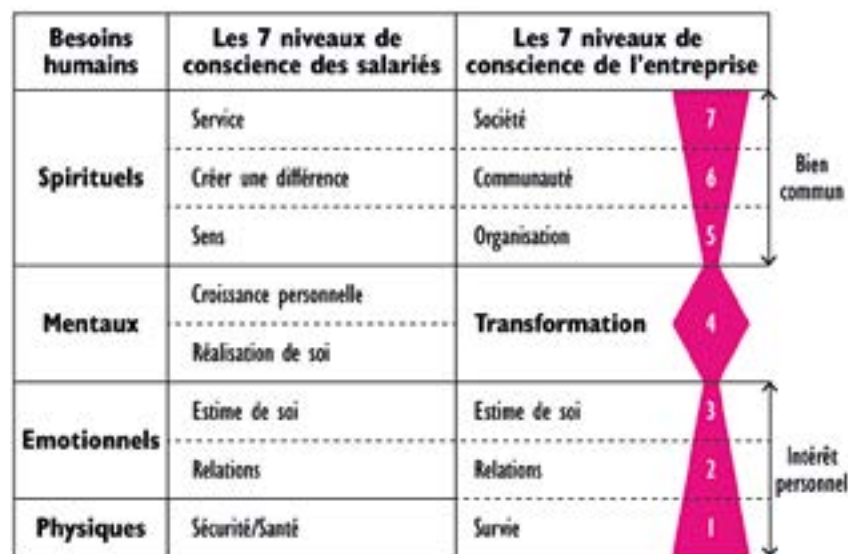 Besoins humains
Les 7 niveaux de conscience des salariés
Les 7 niveaux de conscience de l'entreprise
Spirituels
Service
Société
7
Créer une différence
Communauté
6
Sens
Organisation
5
Bien commun
Mentaux
Croissance personnelle
Réalisation de soi
Transformation
4
Emotionnels
Estime de soi
Estime de soi
3
Relations
Relations
2
Physiques
Sécurité/Santé
Survie
1
Intérêt personnel